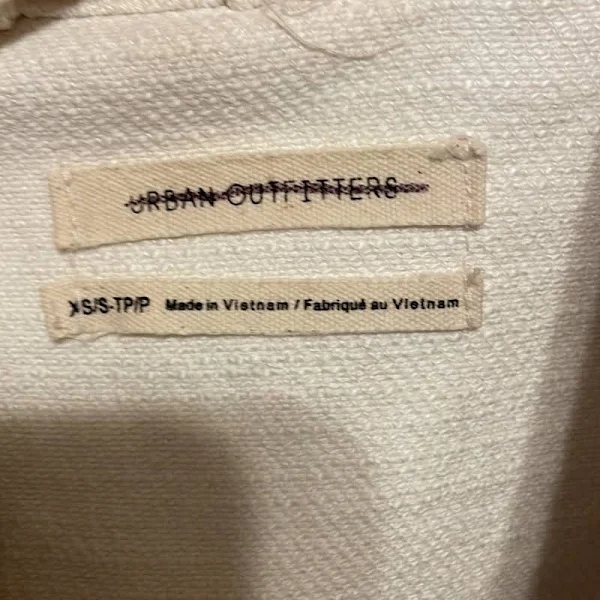 URBAN OUTFITTERS
XS/S-TP/P Made in Vietnam / Fabriqué au Vietnam